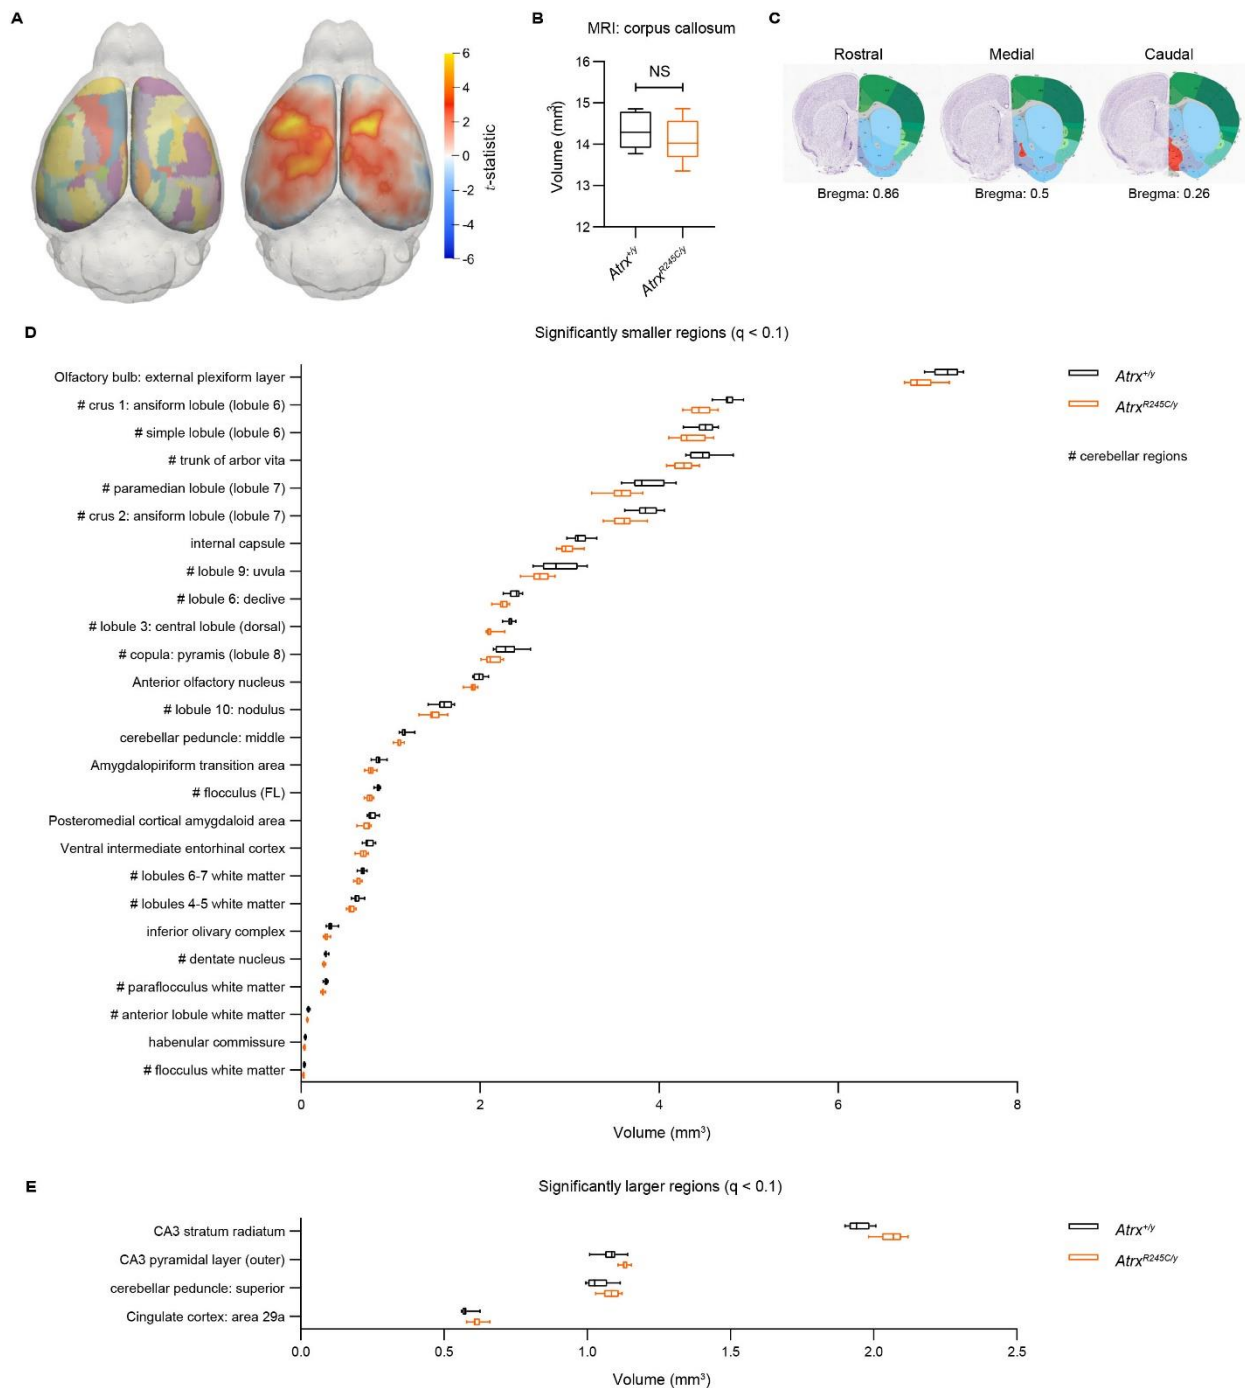 A
6
4
2
0
-2
-4
-6
t-statistic
B
MRI: corpus callosum
NS
Volume (mm³)
16
15
14
13
12
Atrx+/y
AtrxR245C/y
C
Rostral
Medial
Caudal
Bregma: 0.86
Bregma: 0.5
Bregma: 0.26
D
Significantly smaller regions (q < 0.1)
Olfactory bulb: external plexiform layer
# crus 1: ansiform lobule (lobule 6)
# simple lobule (lobule 6)
# trunk of arbor vita
# paramedian lobule (lobule 7)
# crus 2: ansiform lobule (lobule 7)
internal capsule
# lobule 9: uvula
# lobule 6: declive
# lobule 3: central lobule (dorsal)
# copula: pyramis (lobule 8)
Anterior olfactory nucleus
# lobule 10: nodulus
cerebellar peduncle: middle
Amygdalopiriform transition area
# flocculus (FL)
Posteromedial cortical amygdaloid area
Ventral intermediate entorhinal cortex
# lobules 6-7 white matter
# lobules 4-5 white matter
inferior olivary complex
# dentate nucleus
# paraflocculus white matter
# anterior lobule white matter
habenular commissure
# flocculus white matter
Atrx+/y
AtrxR245C/y
# cerebellar regions
0 2 4 6 8
Volume (mm³)
E
Significantly larger regions (q < 0.1)
CA3 stratum radiatum
CA3 pyramidal layer (outer)
cerebellar peduncle: superior
Cingulate cortex: area 29a
Atrx+/y
AtrxR245C/y
0.0 0.5 1.0 1.5 2.0 2.5
Volume (mm³)